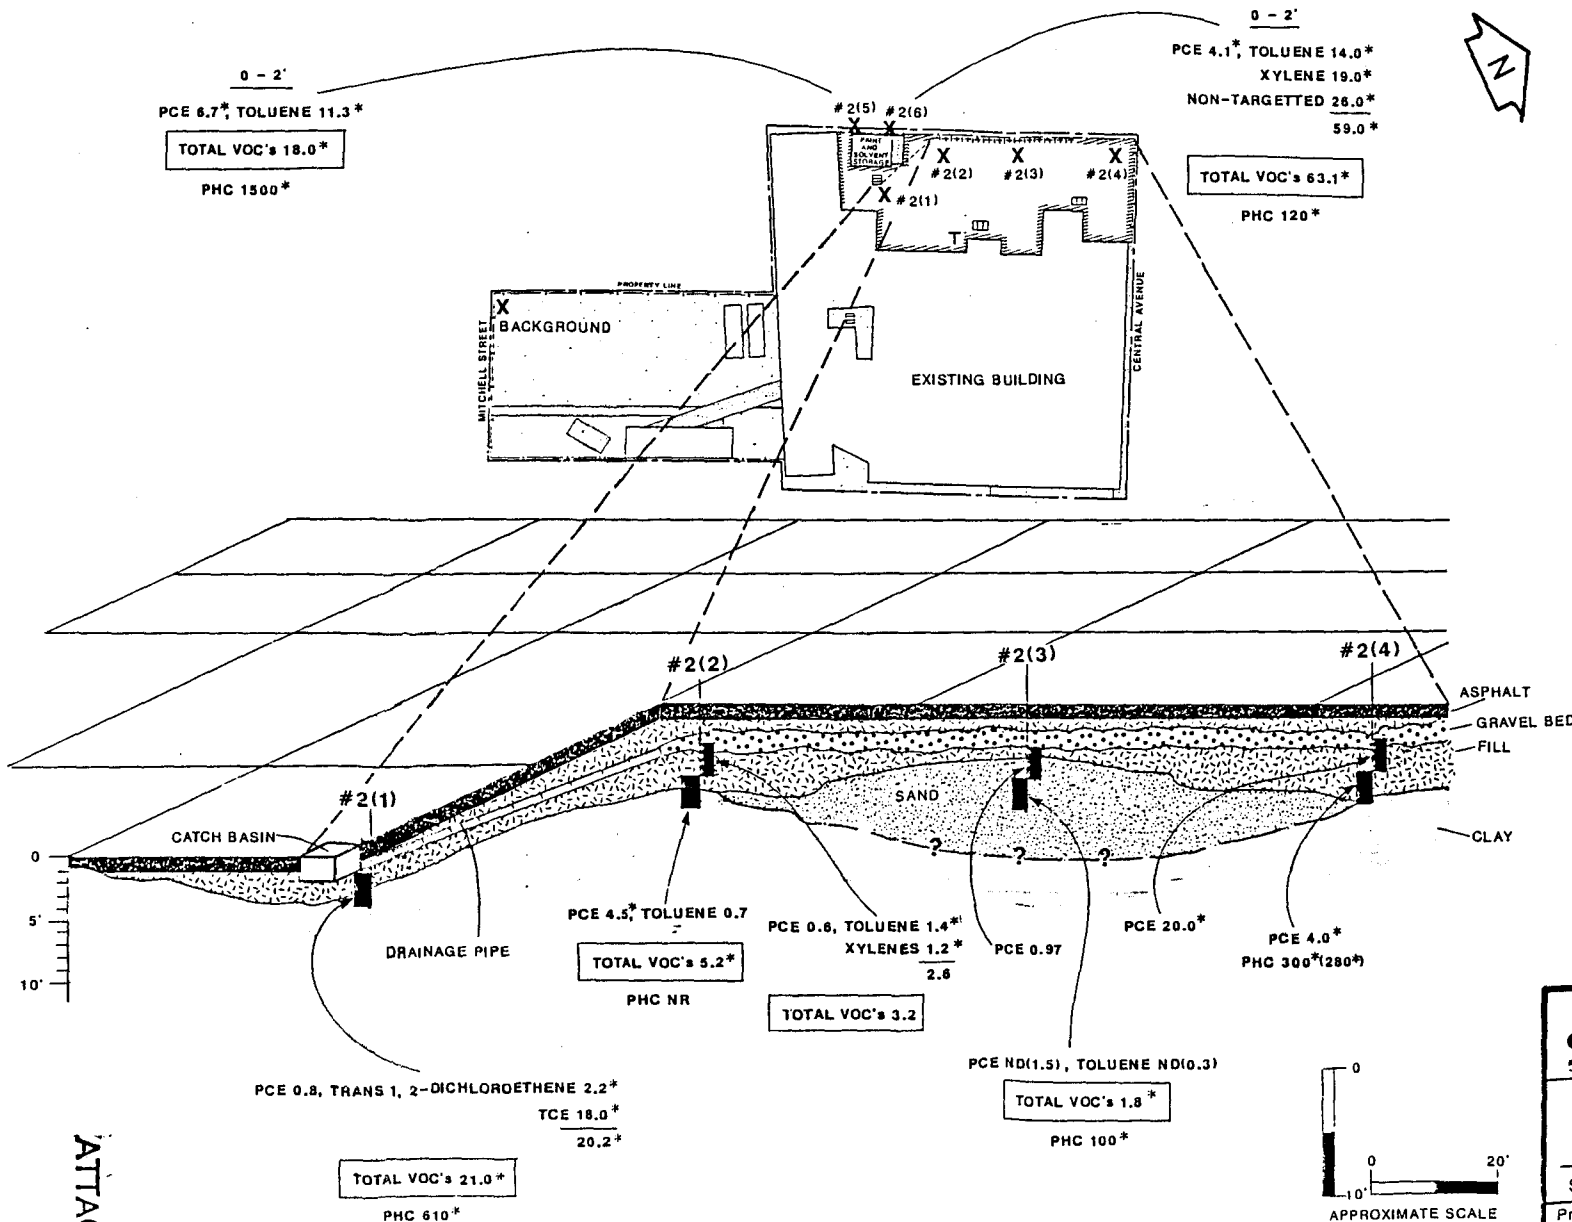 0 - 2'
PCE 6.7*, TOLUENE 11.3*
TOTAL VOC's 18.0*
PHC 1500*
0 - 2'
PCE 4.1*, TOLUENE 14.0*
XYLENE 19.0*
NON-TARGETTED 26.0*
59.0*
TOTAL VOC's 63.1*
PHC 120*
N
#2(5)
#2(6)
X X
PAINT
AND
SOLVENT
STORAGE
X X X
#2(2) #2(3) #2(4)
X #2(1)
T
PROPERTY LINE
X
BACKGROUND
MITCHELL STREET
CENTRAL AVENUE
EXISTING BUILDING
#2(2)
#2(3)
#2(4)
ASPHALT
GRAVEL BED
FILL
SAND
CLAY
#2(1)
CATCH BASIN
0
5'
10'
? ? ?
DRAINAGE PIPE
PCE 4.5,* TOLUENE 0.7
TOTAL VOC's 5.2*
PHC NR
PCE 0.6, TOLUENE 1.4*
XYLENES 1.2*
2.6
TOTAL VOC's 3.2
PCE 0.97
PCE 20.0*
PCE 4.0*
PHC 300*(280*)
PCE ND(1.5), TOLUENE ND(0.3)
TOTAL VOC's 1.8*
PHC 100*
PCE 0.8, TRANS 1, 2-DICHLOROETHENE 2.2*
TCE 18.0*
20.2*
TOTAL VOC's 21.0*
PHC 610*
ATTAC
0
10'
0 20'
APPROXIMATE SCALE